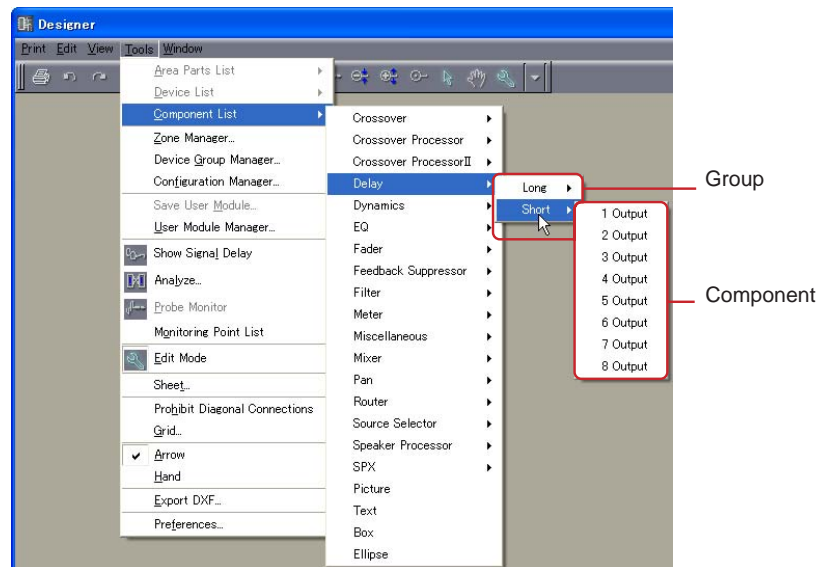 Designer
Print Edit View Tools Window
Area Parts List
Device List
Component List
Zone Manager...
Device Group Manager...
Configuration Manager...
Save User Module...
User Module Manager...
Show Signal Delay
Analyze...
Probe Monitor
Monitoring Point List
Edit Mode
Sheet...
Prohibit Diagonal Connections
Grid...
Arrow
Hand
Export DXF...
Preferences...
Crossover
Crossover Processor
Crossover ProcessorII
Delay
Dynamics
EQ
Fader
Feedback Suppressor
Filter
Meter
Miscellaneous
Mixer
Pan
Router
Source Selector
Speaker Processor
SPX
Picture
Text
Box
Ellipse
Long
Short
1 Output
2 Output
3 Output
4 Output
5 Output
6 Output
7 Output
8 Output
Group
Component